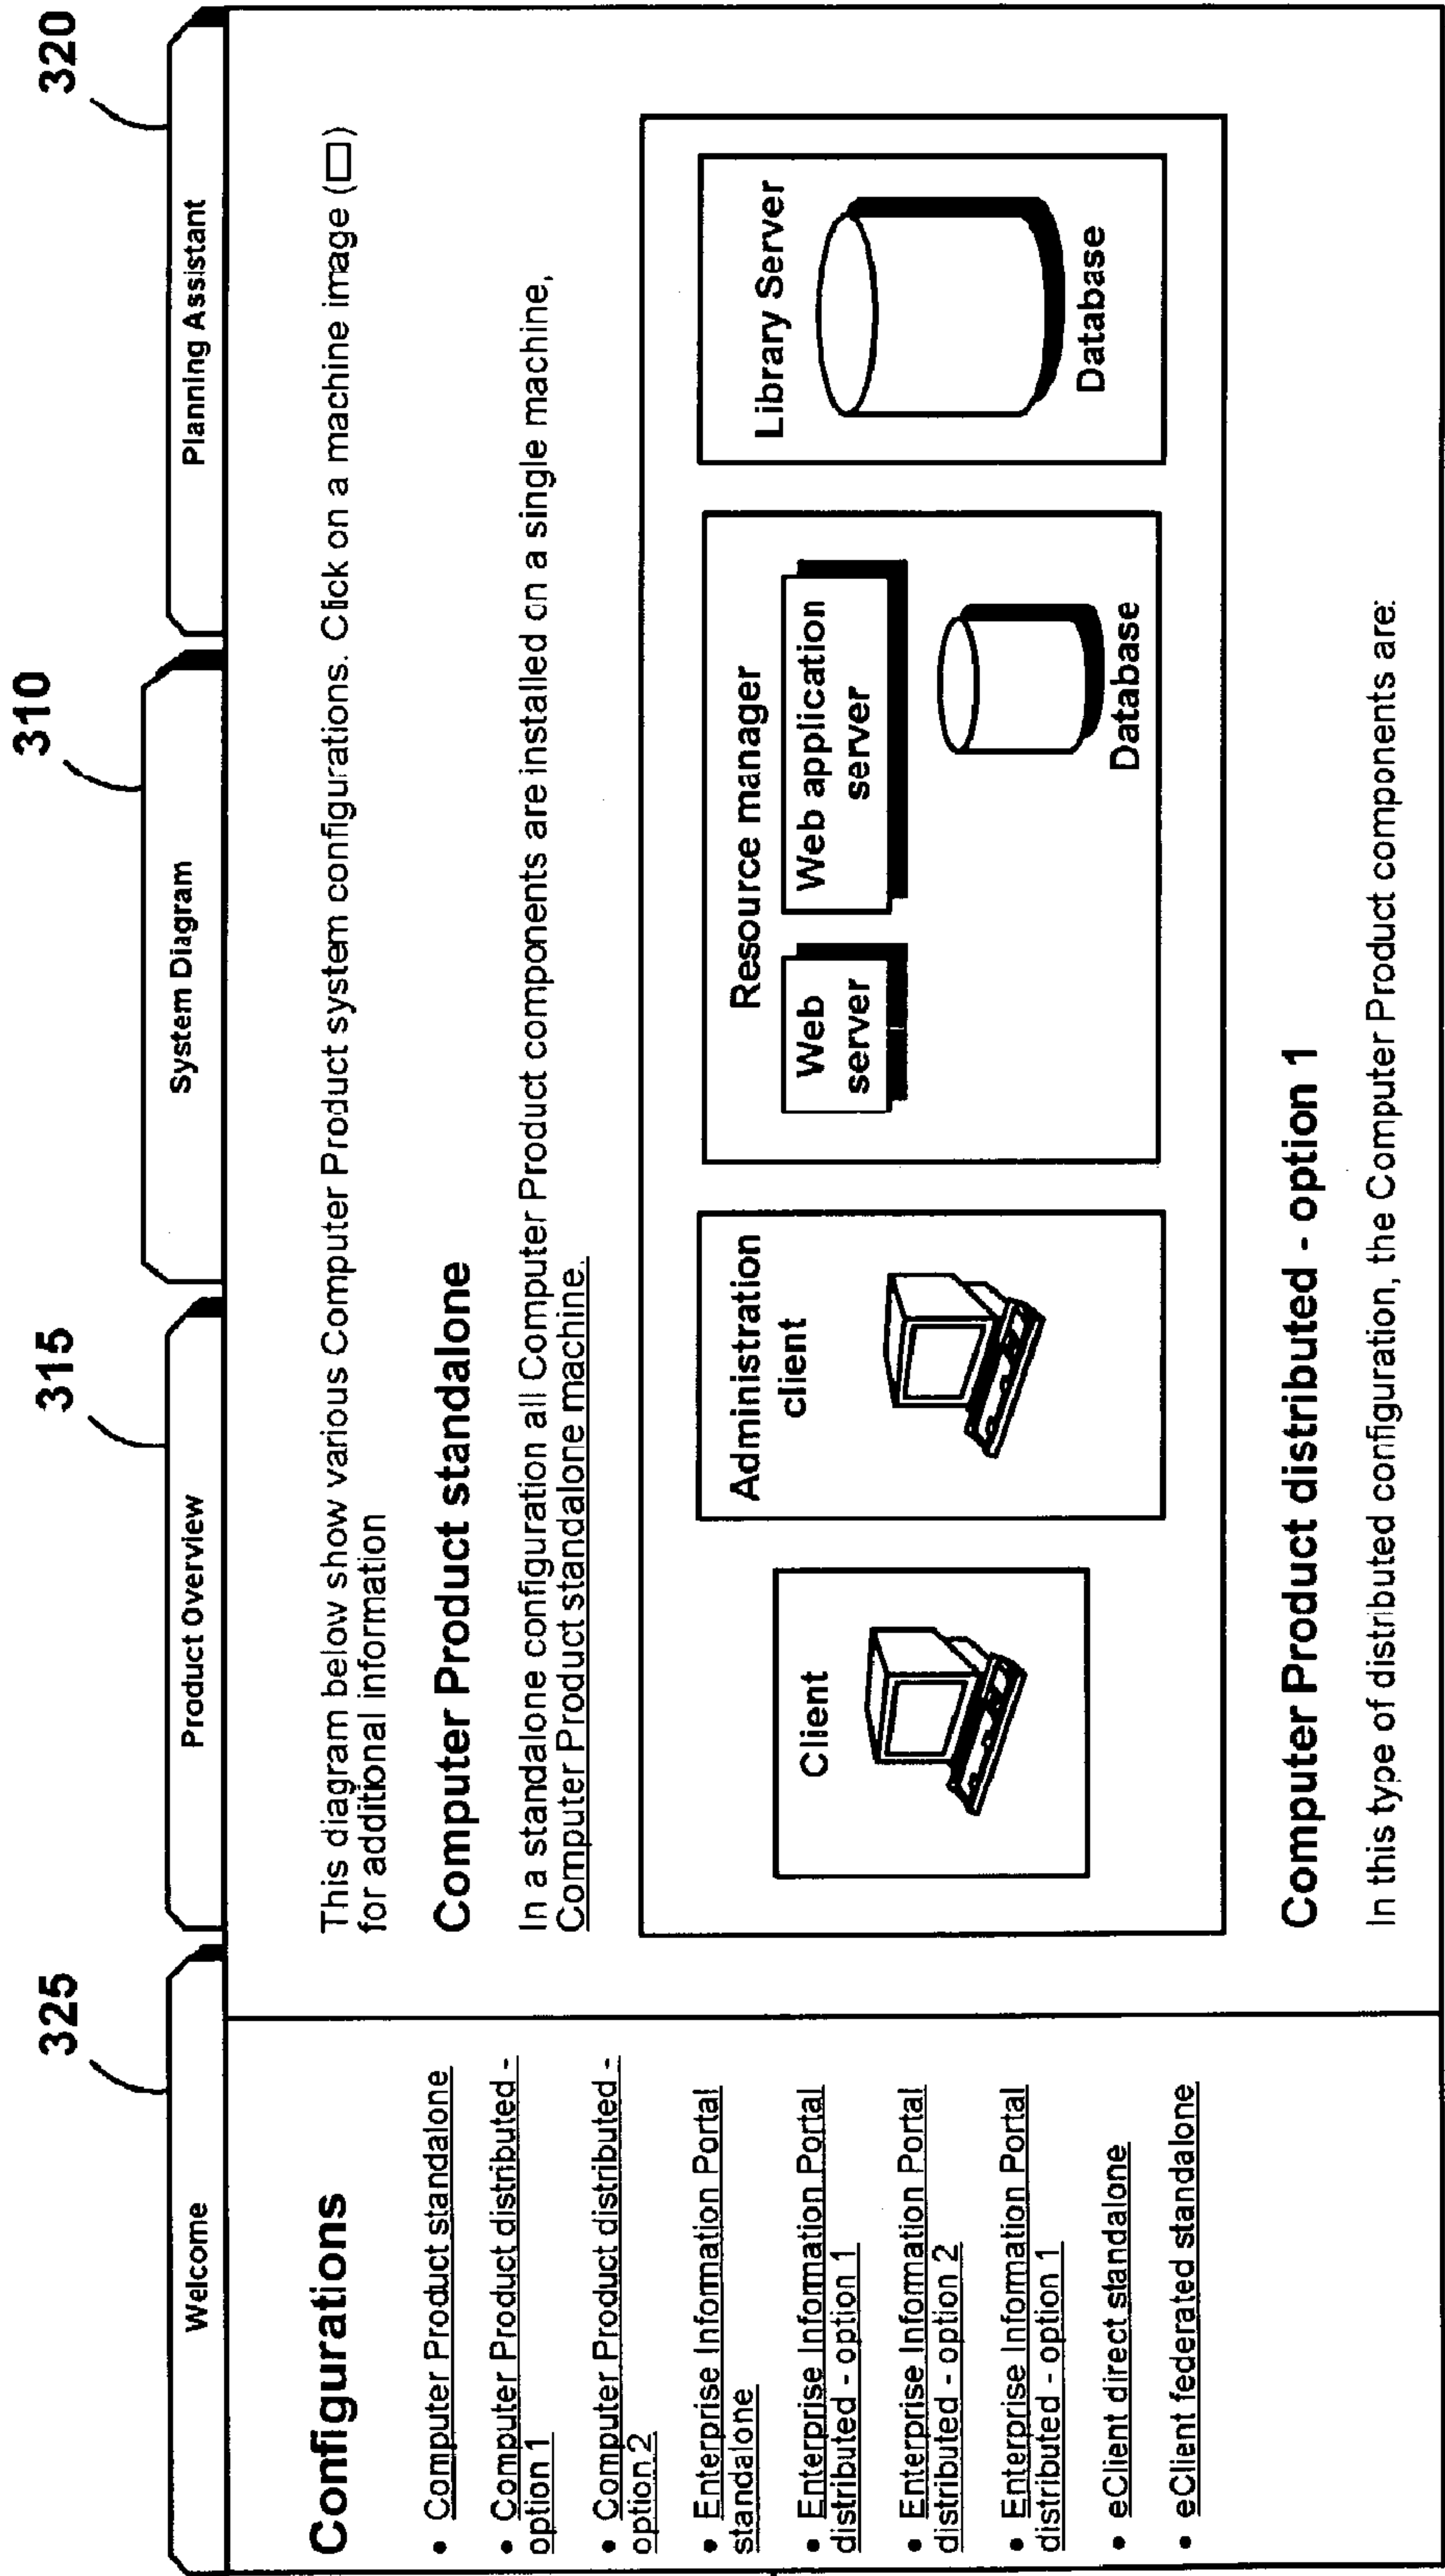 325
315
310
320
Welcome
Product Overview
System Diagram
Planning Assistant
Configurations
• Computer Product standalone
• Computer Product distributed -
option 1
• Computer Product distributed -
option 2
• Enterprise Information Portal
standalone
• Enterprise Information Portal
distributed - option 1
• Enterprise Information Portal
distributed - option 2
• Enterprise Information Portal
distributed - option 1
• eClient direct standalone
• eClient federated standalone
This diagram below show various Computer Product system configurations. Click on a machine image (□)
for additional information
Computer Product standalone
In a standalone configuration all Computer Product components are installed on a single machine,
Computer Product standalone machine.
Client
Administration
client
Resource manager
Web
server
Web application
server
Database
Library Server
Database
Computer Product distributed - option 1
In this type of distributed configuration, the Computer Product components are: